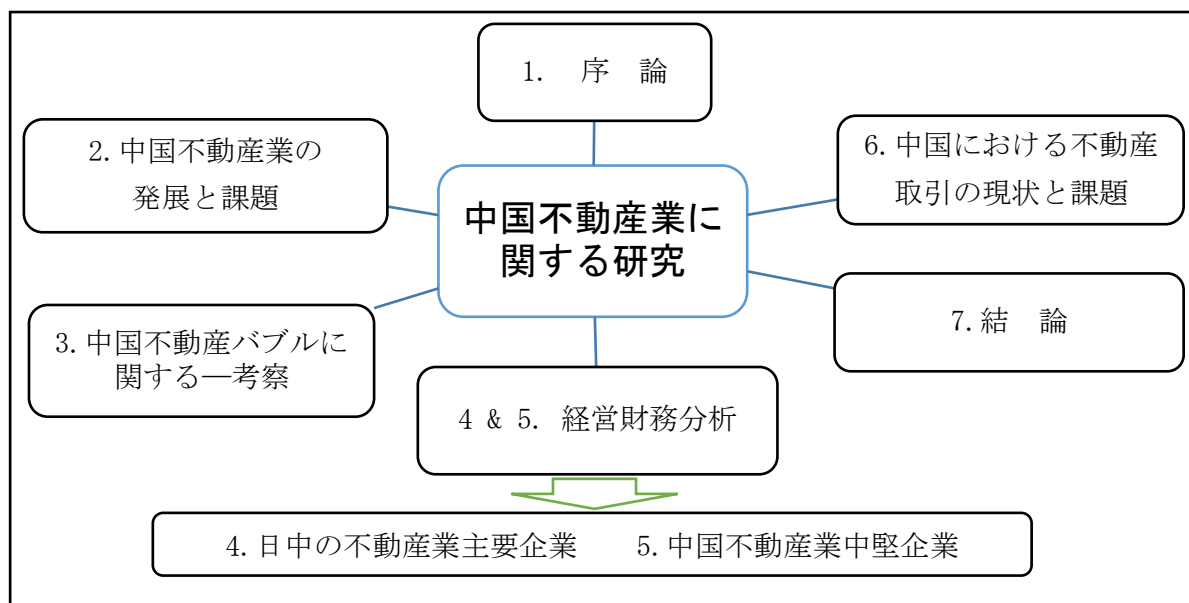 1. 序 論
2.中国不動産業の
発展と課題
3.中国不動産バブルに
関する―考察
中国不動産業に
関する研究
4 & 5. 経営財務分析
4.日中の不動産業主要企業 5.中国不動産業中堅企業
6.中国における不動産
取引の現状と課題
7.結 論